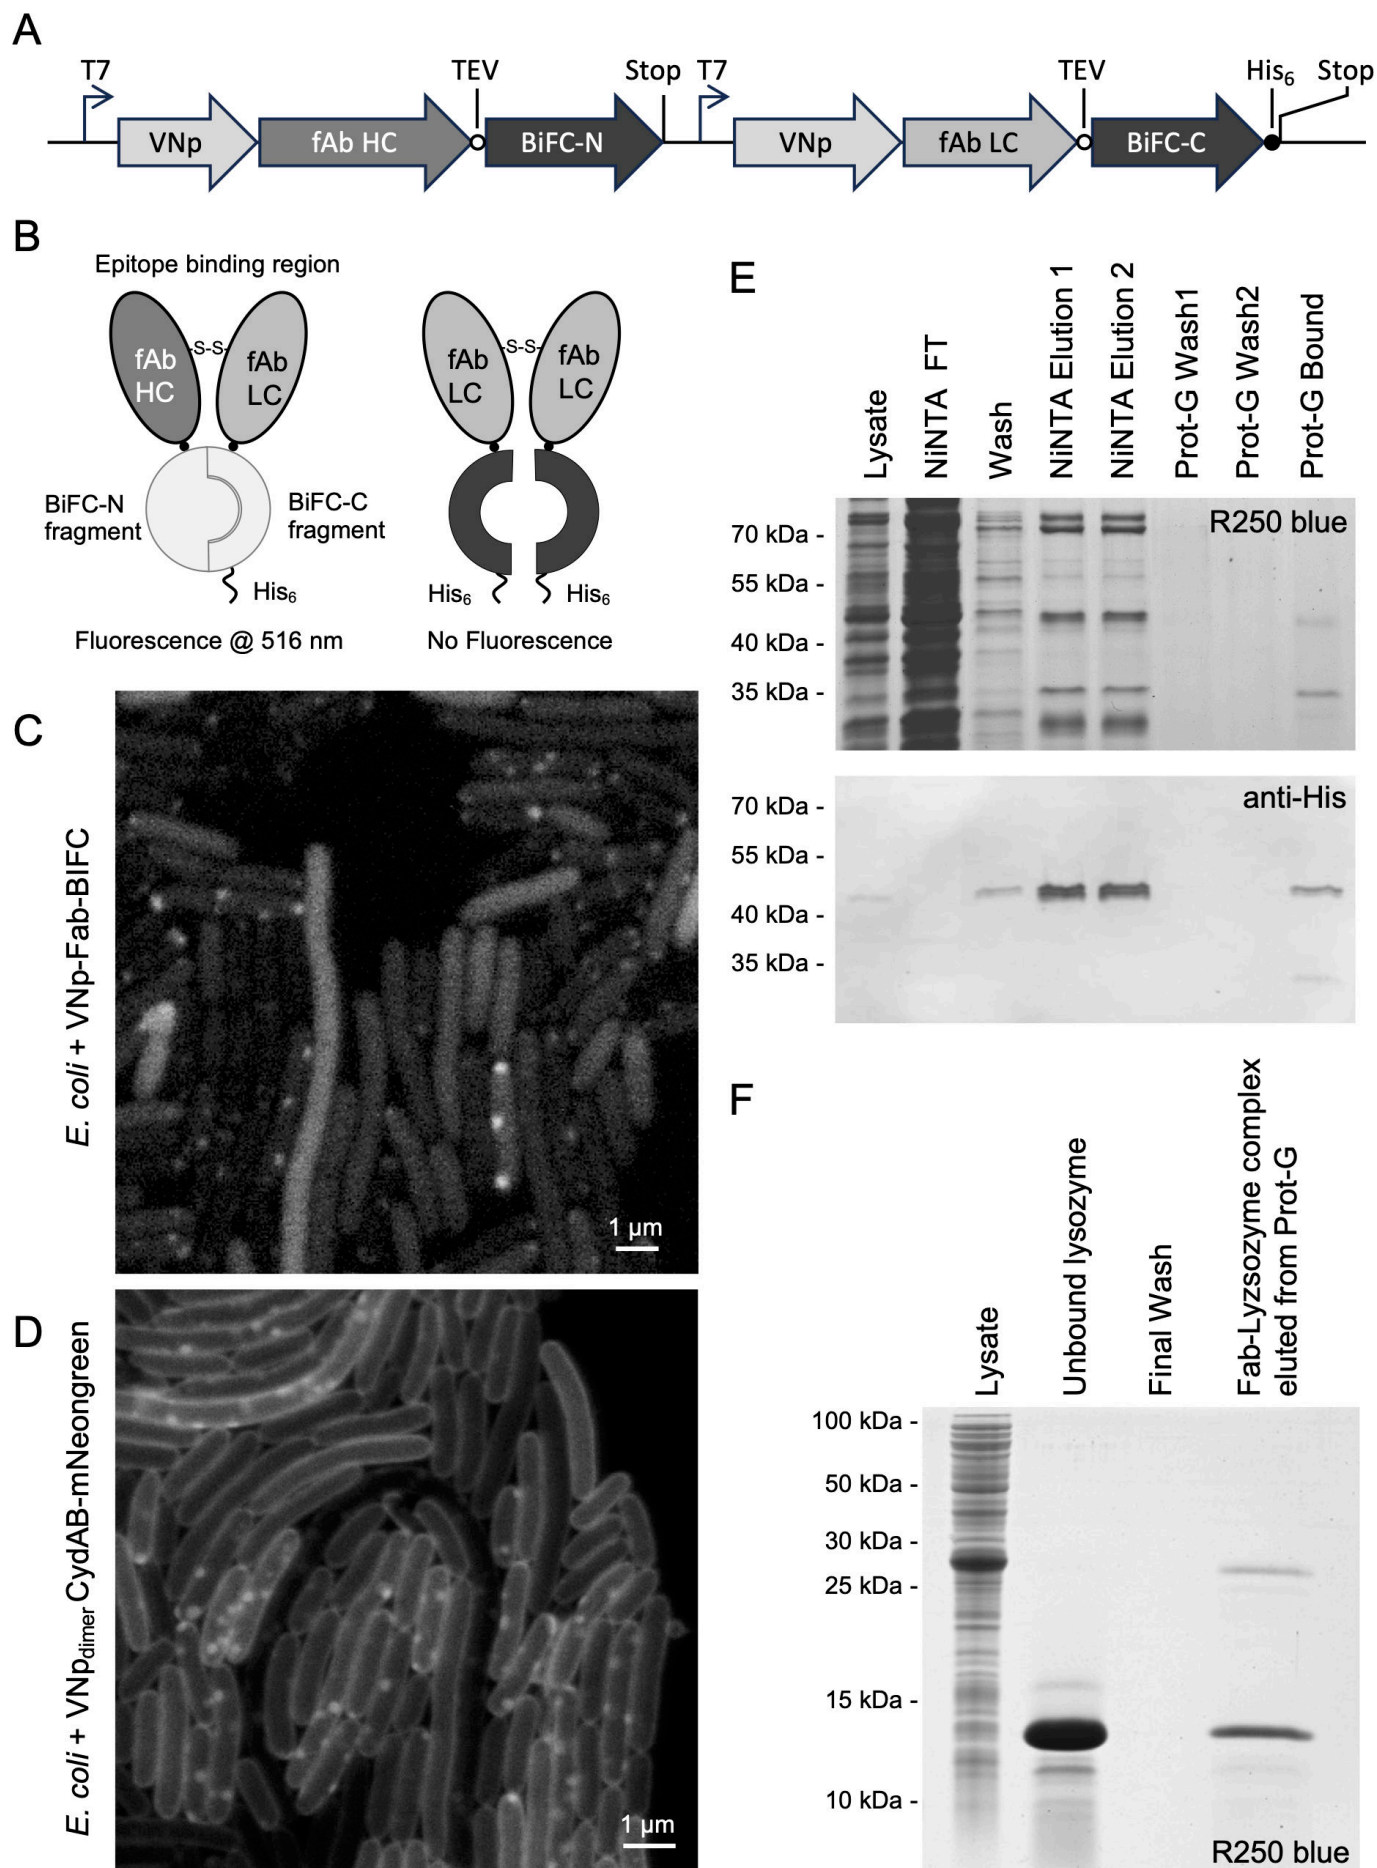 A
T7
TEV
Stop
T7
TEV
His6
Stop
VNp
fAb HC
BiFC-N
VNp
fAb LC
BiFC-C
B
Epitope binding region
fAb
HC
-S-S-
fAb
LC
fAb
LC
-S-S-
fAb
LC
BiFC-N
fragment
BiFC-C
fragment
His6
His6
His6
Fluorescence @ 516 nm
No Fluorescence
C
E. coli + VNp-Fab-BIFC
1 µm
D
E. coli + VNpdimer CydAB-mNeongreen
1 µm
E
Lysate
NiNTA FT
Wash
NiNTA Elution 1
NiNTA Elution 2
Prot-G Wash1
Prot-G Wash2
Prot-G Bound
R250 blue
70 kDa -
55 kDa -
40 kDa -
35 kDa -
anti-His
70 kDa -
55 kDa -
40 kDa -
35 kDa -
F
Lysate
Unbound lysozyme
Final Wash
Fab-Lyzsozyme complex
eluted from Prot-G
100 kDa -
50 kDa -
30 kDa -
25 kDa -
15 kDa -
10 kDa -
R250 blue